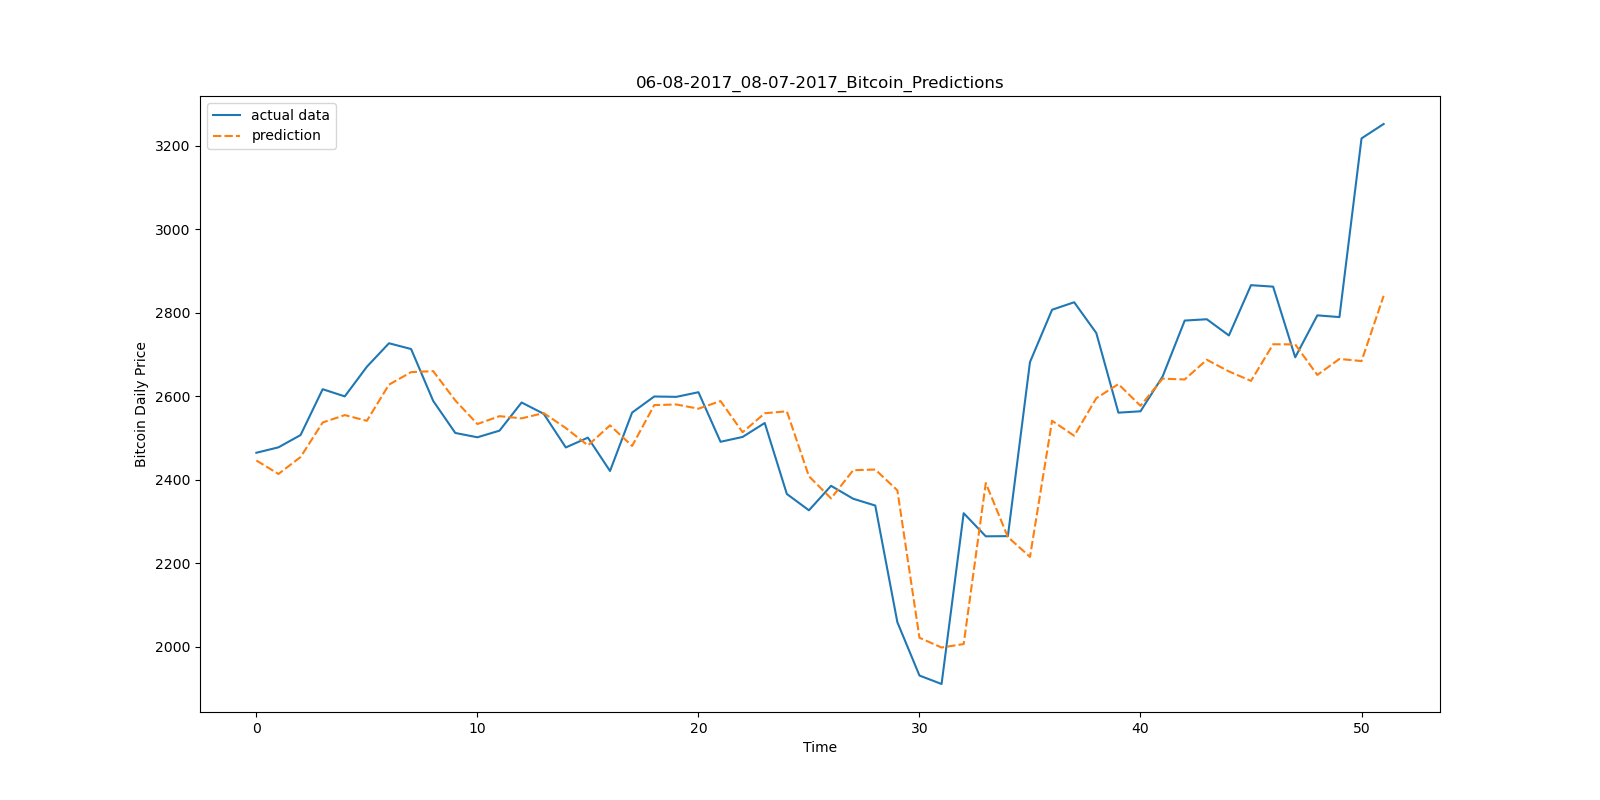 06-08-2017_08-07-2017_Bitcoin_Predictions
actual data
prediction
3200
3000
2800
2600
2400
2200
2000
Bitcoin Daily Price
0 10 20 30 40 50
Time